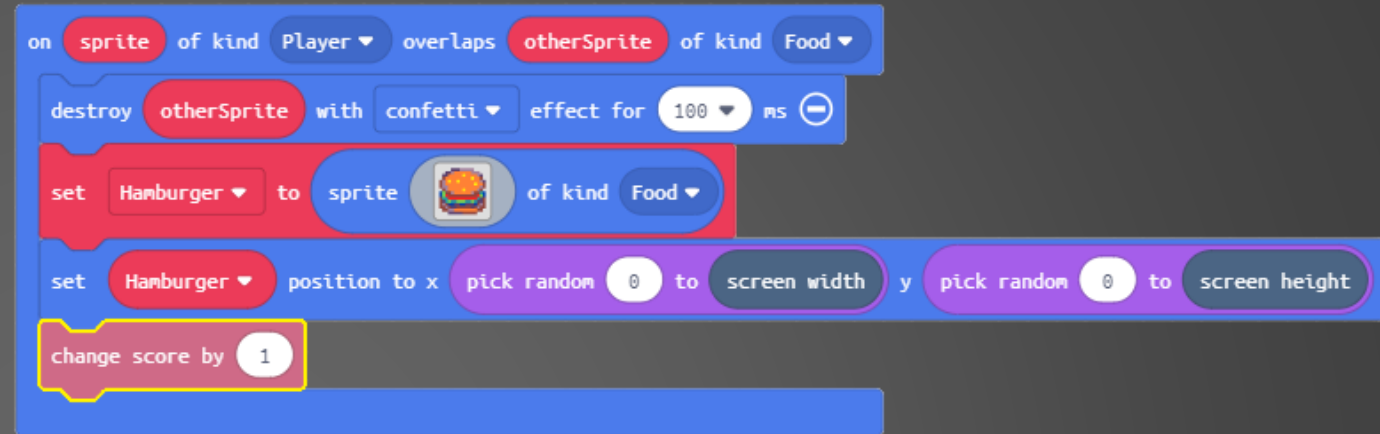 on sprite of kind Player overlaps otherSprite of kind Food
destroy otherSprite with confetti effect for 100 ms
set Hamburger to sprite of kind Food
set Hamburger position to x pick random 0 to screen width y pick random 0 to screen height
change score by 1